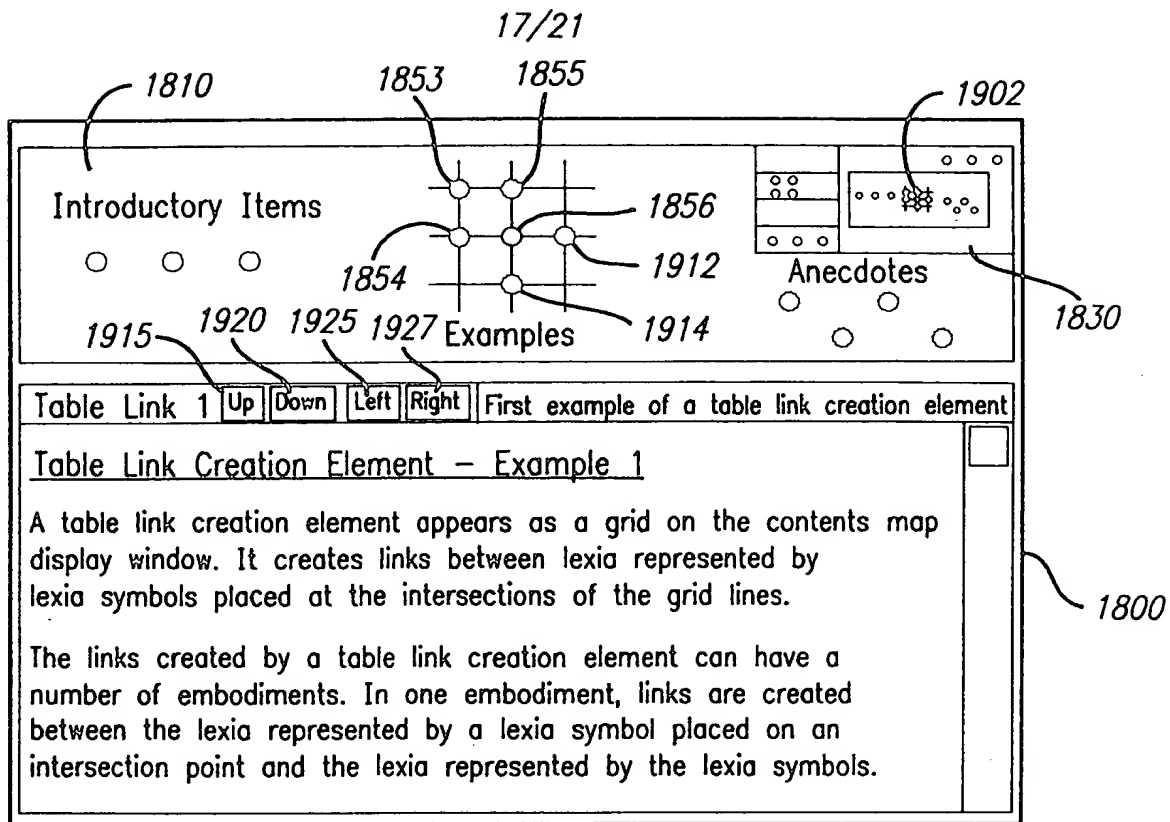 17/21
1810
1853
1855
1902
Introductory Items
1856
1854
1912
Anecdotes
1914
1830
1915
1920
1925
1927
Examples
Table Link 1 Up Down Left Right First example of a table link creation element
Table Link Creation Element – Example 1
A table link creation element appears as a grid on the contents map
display window. It creates links between lexia represented by
lexia symbols placed at the intersections of the grid lines.
1800
The links created by a table link creation element can have a
number of embodiments. In one embodiment, links are created
between the lexia represented by a lexia symbol placed on an
intersection point and the lexia represented by the lexia symbols.